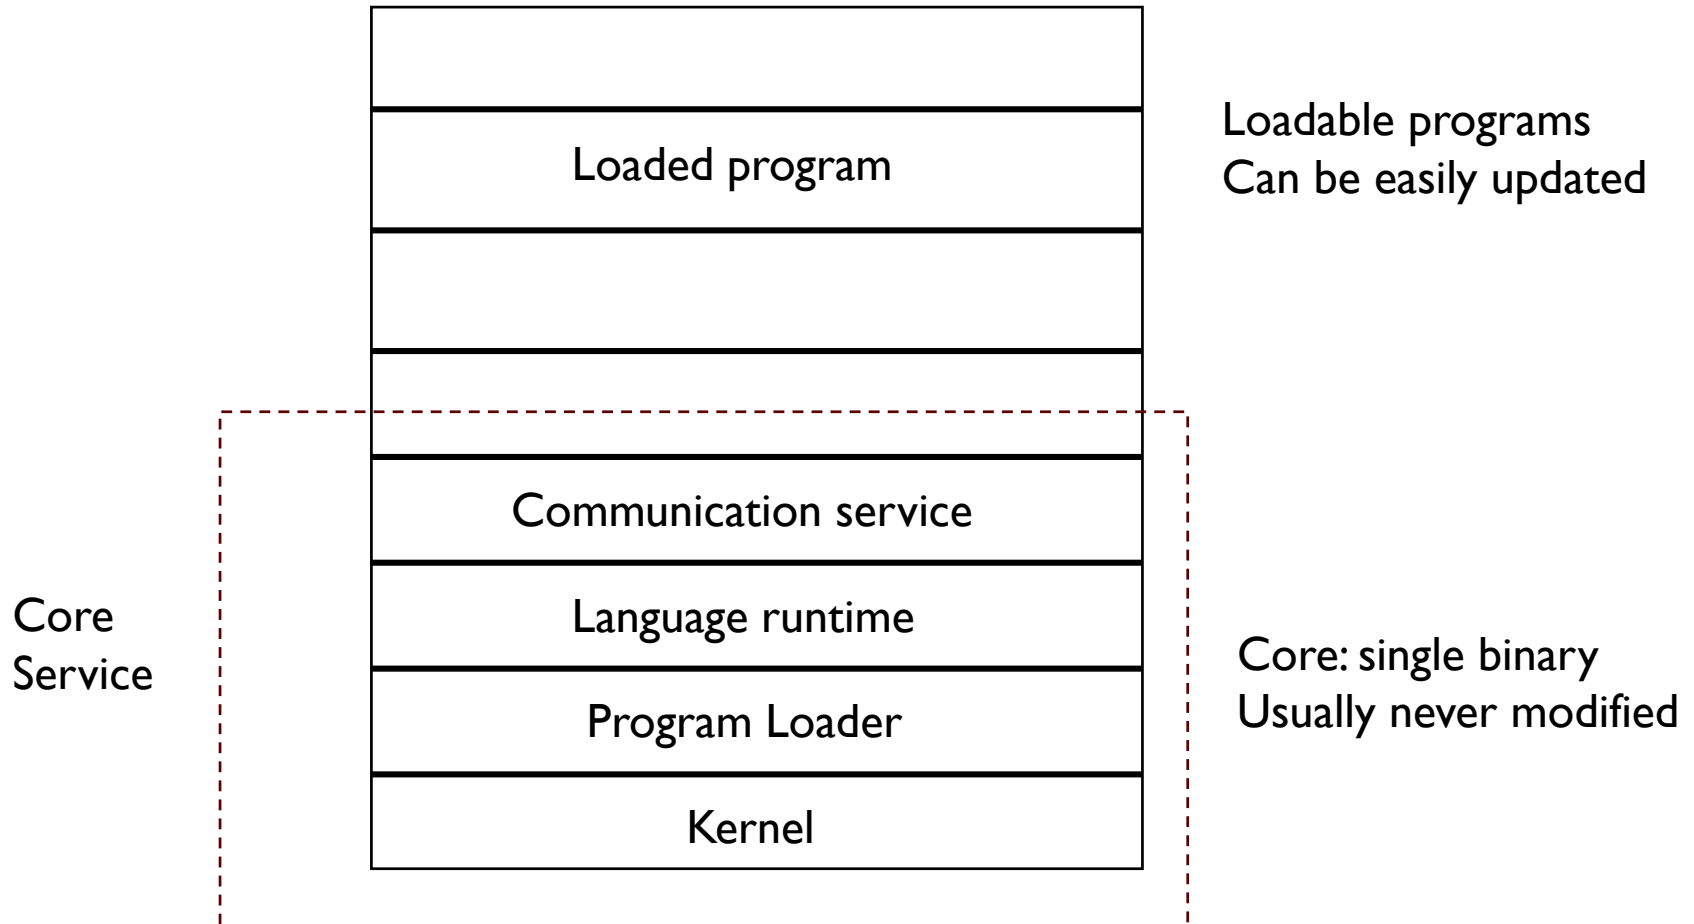 Loadable programs
Can be easily updated
Loaded program
Communication service
Core
Service
Language runtime
Core: single binary
Usually never modified
Program Loader
Kernel